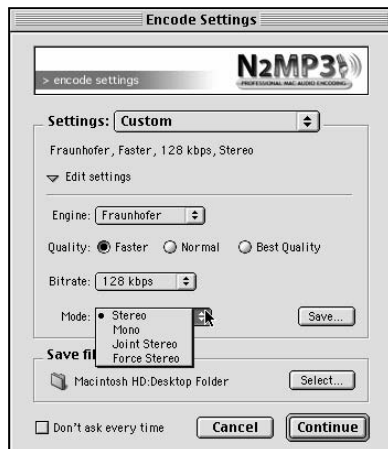 Encode Settings
N2MP3
PROFESSIONAL MAC AUDIO ENCODING
> encode settings
Settings: Custom
Fraunhofer, Faster, 128 kbps, Stereo
Edit settings
Engine: Fraunhofer
Quality: Faster Normal Best Quality
Bitrate: 128 kbps
Mode: Stereo
Mono
Joint Stereo
Force Stereo
Save...
Save fil
Macintosh HD:Desktop Folder
Select...
Don't ask every time
Cancel
Continue